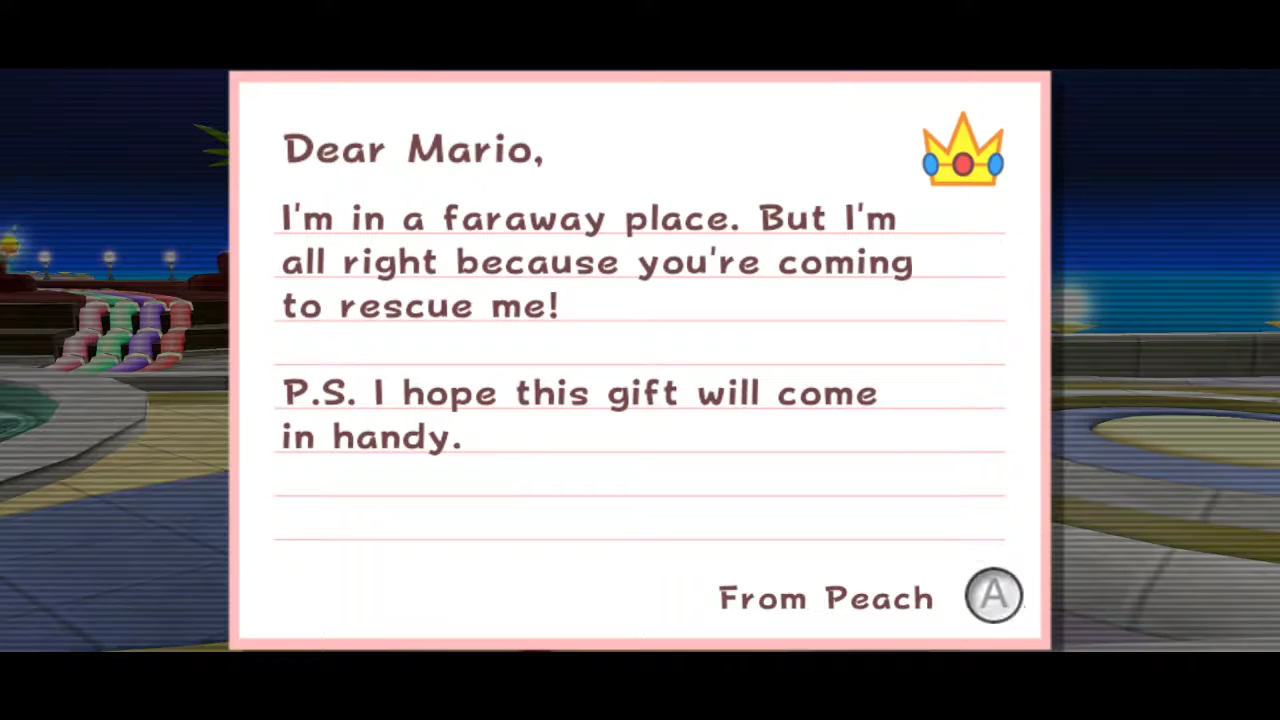 Dear Mario,
I'm in a faraway place. But I'm
all right because you're coming
to rescue me!
P.S. I hope this gift will come
in handy.
From Peach
A